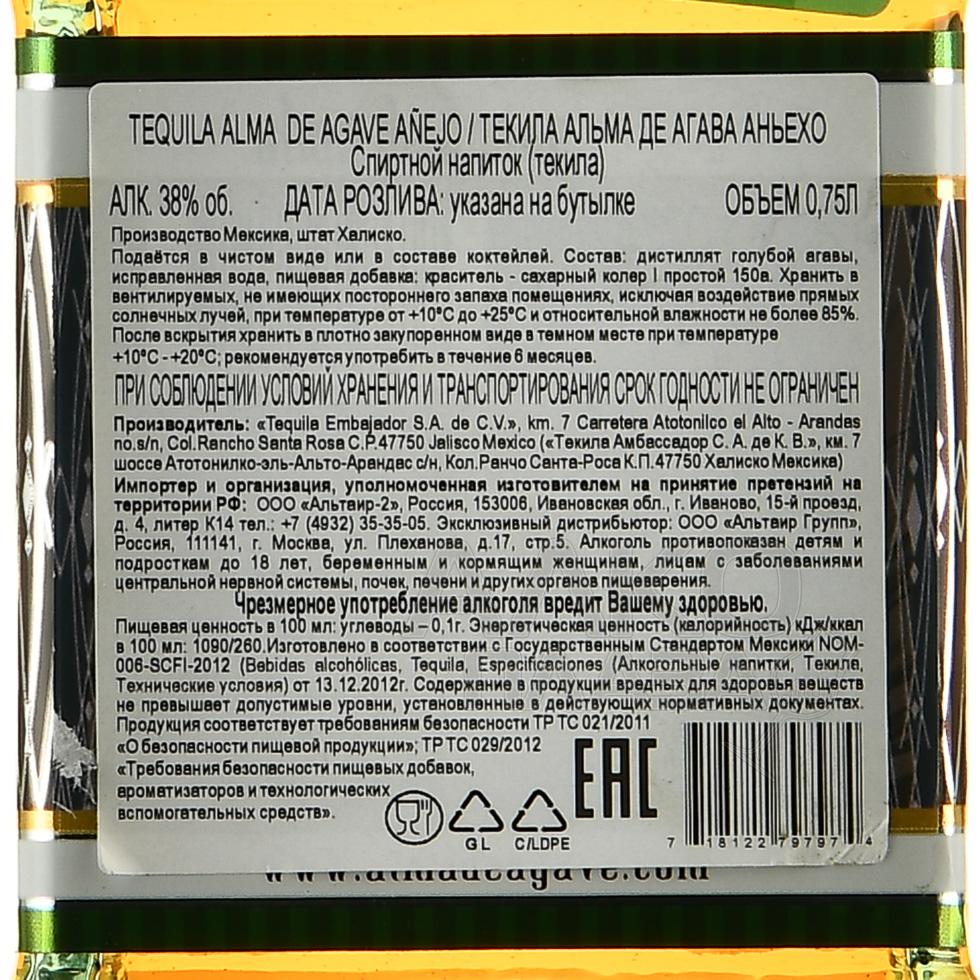 TEQUILA ALMA DE AGAVE AÑEJO / ТЕКИЛА АЛЬМА ДЕ АГАВА АНЬЕХО
Спиртной напиток (текила)
АЛК. 38% об. ДАТА РОЗЛИВА: указана на бутылке ОБЪЕМ 0,75Л
Производство Мексика, штат Халиско.
Подаётся в чистом виде или в составе коктейлей. Состав: дистиллят голубой агавы,
исправленная вода, пищевая добавка: краситель - сахарный колер I простой 150а. Хранить в
вентилируемых, не имеющих постороннего запаха помещениях, исключая воздействие прямых
солнечных лучей, при температуре от +10°С до +25°С и относительной влажности не более 85%.
После вскрытия хранить в плотно закупоренном виде в темном месте при температуре
+10°С - +20°С; рекомендуется употребить в течение 6 месяцев.
ПРИ СОБЛЮДЕНИИ УСЛОВИЙ ХРАНЕНИЯ И ТРАНСПОРТИРОВАНИЯ СРОК ГОДНОСТИ НЕ ОГРАНИЧЕН
Производитель: «Tequila Embajador S.A. de C.V.», km. 7 Carretera Atotonilco el Alto - Arandas
no.s/n, Col.Rancho Santa Rosa C.P.47750 Jalisco Mexico («Текила Амбассадор С. А. де К. В.», км. 7
шоссе Атотонилко-эль-Альто-Арандас с/н, Кол.Ранчо Санта-Роса К.П.47750 Халиско Мексика)
Импортер и организация, уполномоченная изготовителем на принятие претензий на
территории РФ: ООО «Альтаир-2», Россия, 153006, Ивановская обл., г. Иваново, 15-й проезд,
д. 4, литер К14 тел.: +7 (4932) 35-35-05. Эксклюзивный дистрибьютор: ООО «Альтаир Групп»,
Россия, 111141, г. Москва, ул. Плеханова, д.17, стр.5. Алкоголь противопоказан детям и
подросткам до 18 лет, беременным и кормящим женщинам, лицам с заболеваниями
центральной нервной системы, почек, печени и других органов пищеварения.
Чрезмерное употребление алкоголя вредит Вашему здоровью.
Пищевая ценность в 100 мл: углеводы – 0,1г. Энергетическая ценность (калорийность) кДж/ккал
в 100 мл: 1090/260.Изготовлено в соответствии с Государственным Стандартом Мексики NOM-
006-SCFI-2012 (Bebidas alcohólicas, Tequila, Especificaciones (Алкогольные напитки, Текила,
Технические условия) от 13.12.2012г. Содержание в продукции вредных для здоровья веществ
не превышает допустимые уровни, установленные в действующих нормативных документах.
Продукция соответствует требованиям безопасности ТР ТС 021/2011
«О безопасности пищевой продукции»; ТР ТС 029/2012
«Требования безопасности пищевых добавок,
ароматизаторов и технологических
вспомогательных средств».
EAC
GL C/LDPE
7 18122 79797 4
www.almadeagave.com